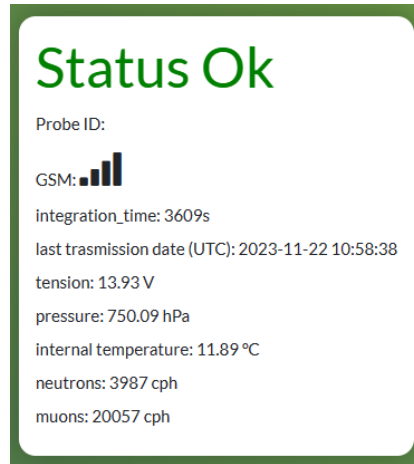 Status Ok
Probe ID:
GSM:
integration_time: 3609s
last trasmission date (UTC): 2023-11-22 10:58:38
tension: 13.93 V
pressure: 750.09 hPa
internal temperature: 11.89 °C
neutrons: 3987 cph
muons: 20057 cph